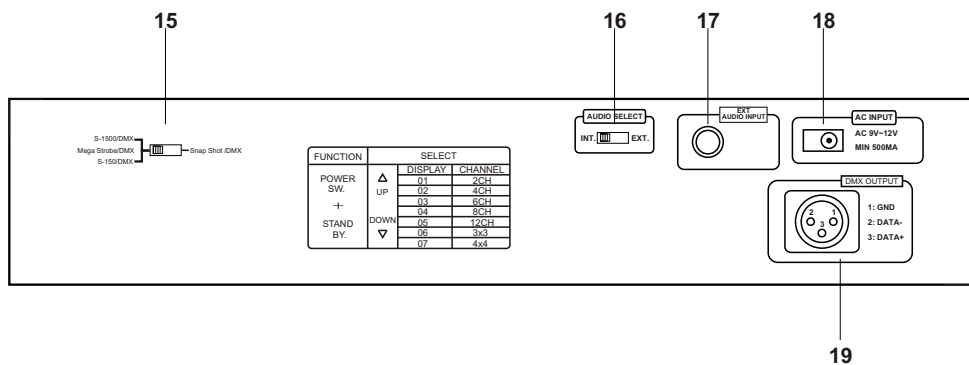 15
16
17
18
S-1500/DMX
Mega Strobe/DMX
S-150/DMX
Snap Shot /DMX
AUDIO SELECT
INT.
EXT.
EXT
AUDIO INPUT
AC INPUT
AC 9V~12V
MIN 500MA
FUNCTION
SELECT
POWER
SW.
STAND
BY.
UP
DOWN
DISPLAY CHANNEL
01 2CH
02 4CH
03 6CH
04 8CH
05 12CH
06 3x3
07 4x4
DMX OUTPUT
2 1
3
1: GND
2: DATA-
3: DATA+
19